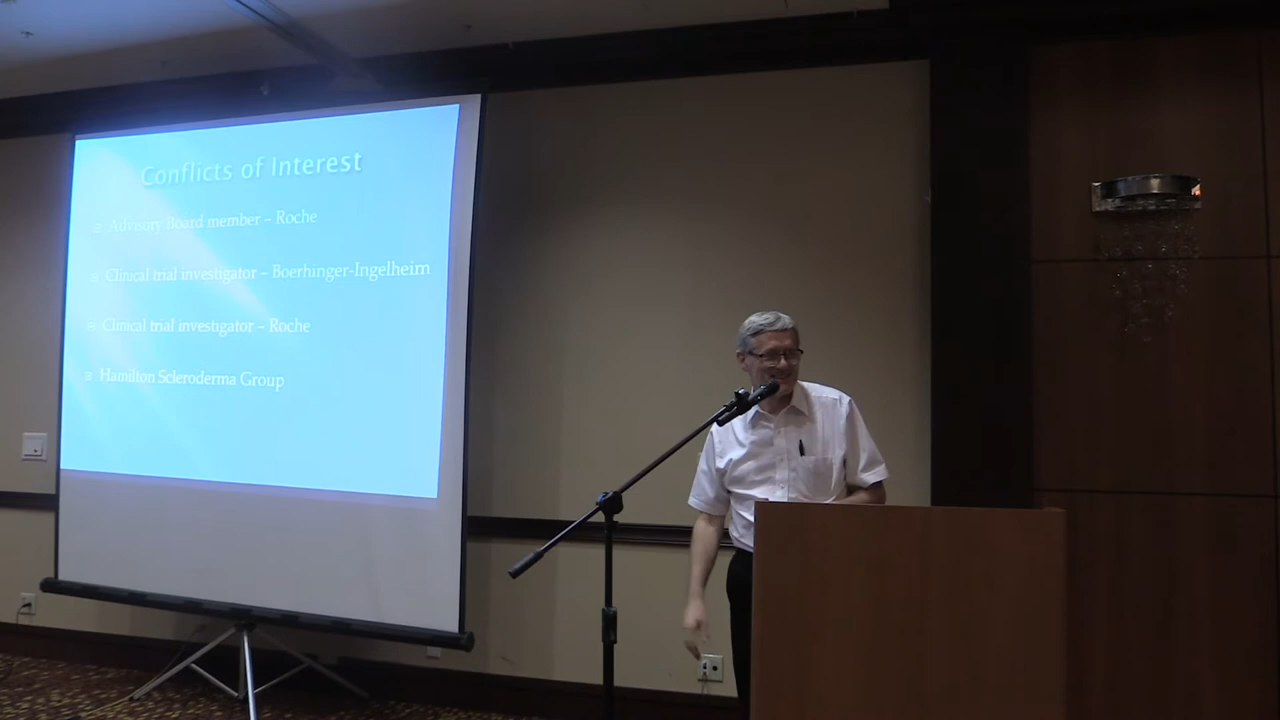 Conflicts of Interest
Advisory Board member – Roche
Clinical trial investigator – Boerhinger-Ingelheim
Clinical trial investigator – Roche
Hamilton Scleroderma Group